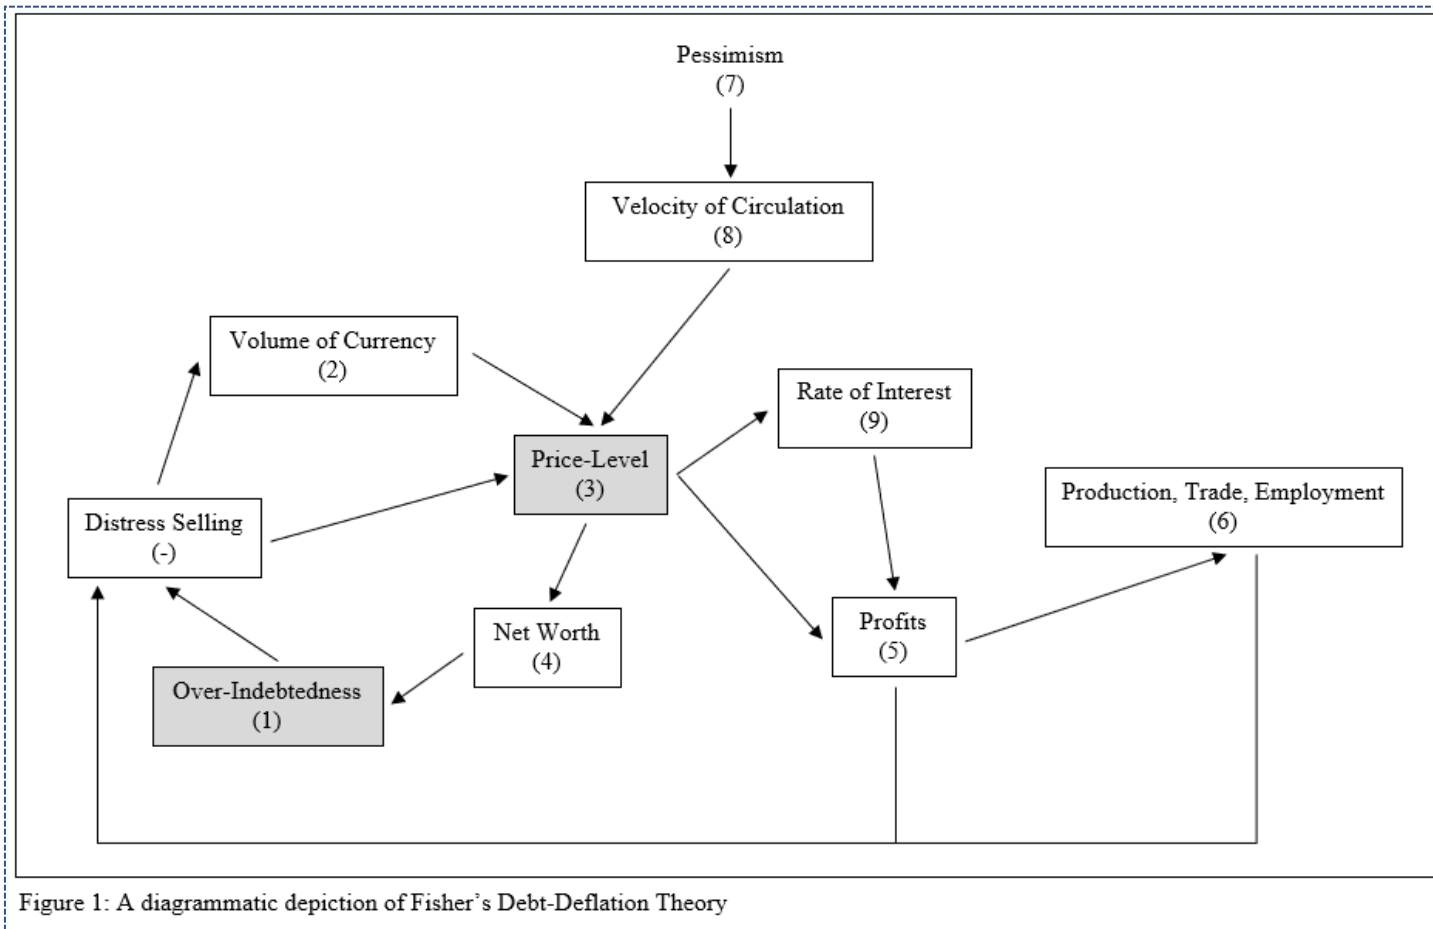 Pessimism
(7)
Velocity of Circulation
(8)
Volume of Currency
(2)
Rate of Interest
(9)
Price-Level
(3)
Production, Trade, Employment
(6)
Distress Selling
(-)
Net Worth
(4)
Profits
(5)
Over-Indebtedness
(1)
Figure 1: A diagrammatic depiction of Fisher’s Debt-Deflation Theory